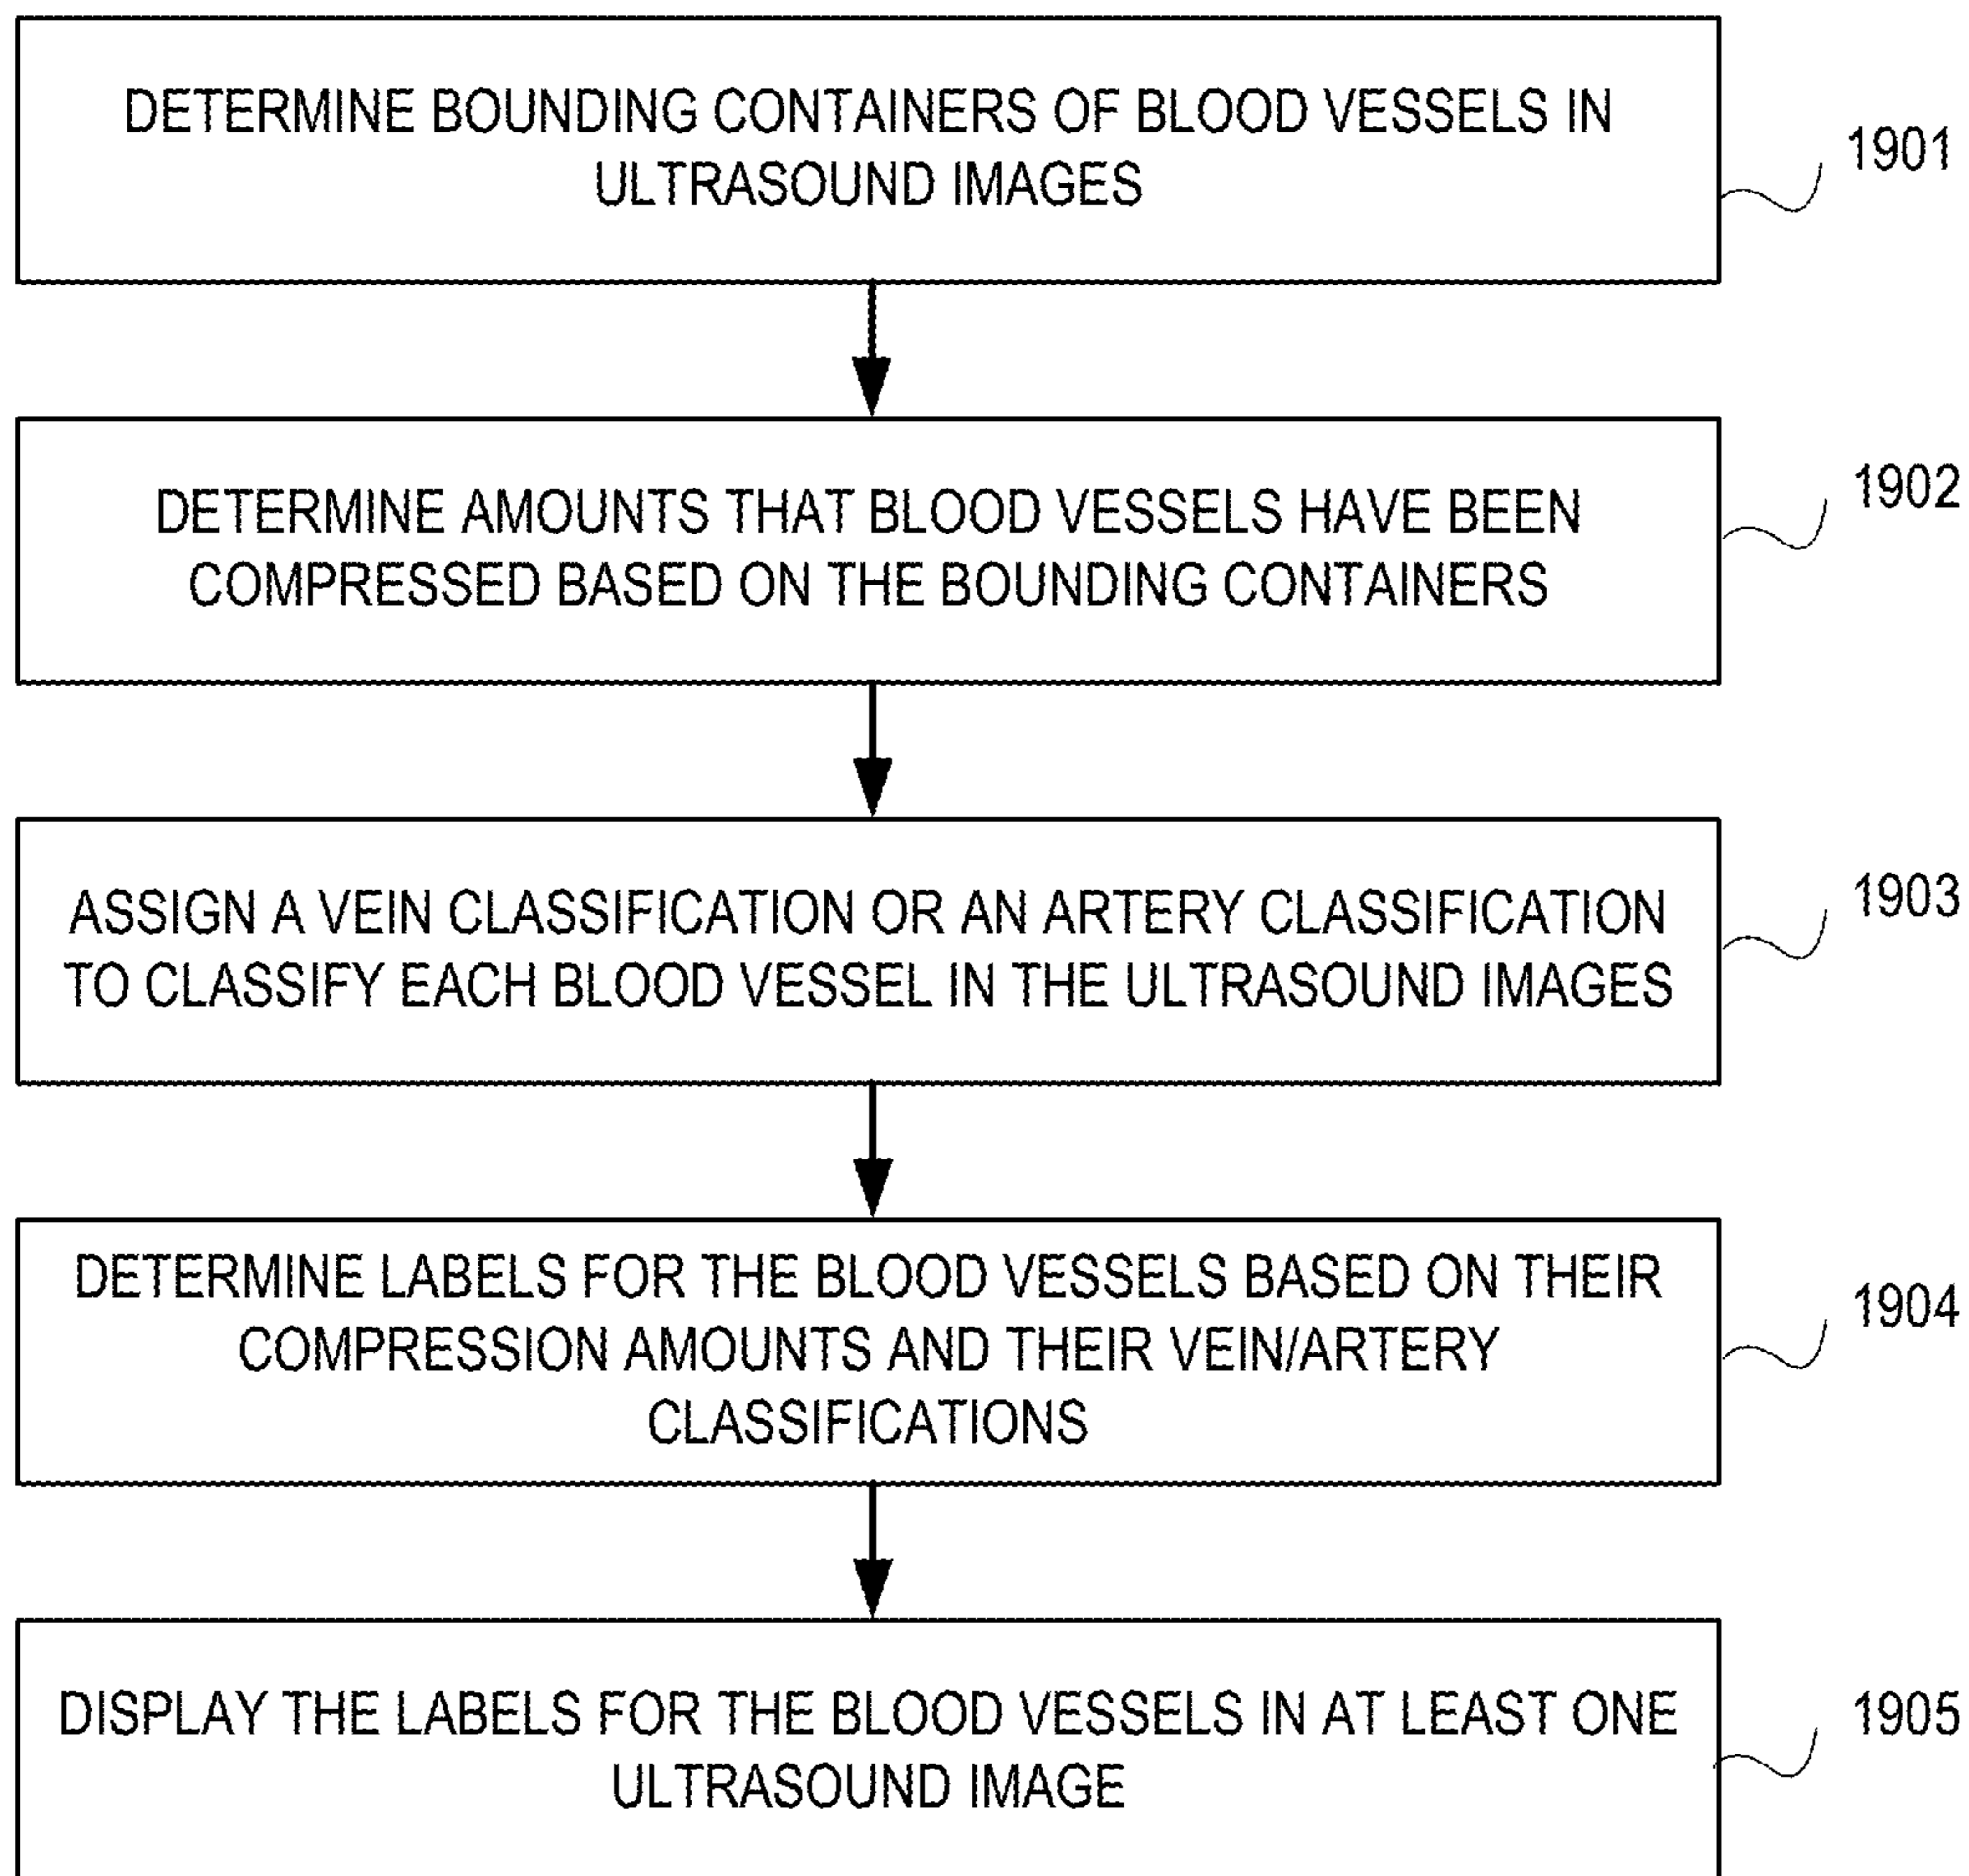 DETERMINE BOUNDING CONTAINERS OF BLOOD VESSELS IN
ULTRASOUND IMAGES
1901
DETERMINE AMOUNTS THAT BLOOD VESSELS HAVE BEEN
COMPRESSED BASED ON THE BOUNDING CONTAINERS
1902
ASSIGN A VEIN CLASSIFICATION OR AN ARTERY CLASSIFICATION
TO CLASSIFY EACH BLOOD VESSEL IN THE ULTRASOUND IMAGES
1903
DETERMINE LABELS FOR THE BLOOD VESSELS BASED ON THEIR
COMPRESSION AMOUNTS AND THEIR VEIN/ARTERY
CLASSIFICATIONS
1904
DISPLAY THE LABELS FOR THE BLOOD VESSELS IN AT LEAST ONE
ULTRASOUND IMAGE
1905